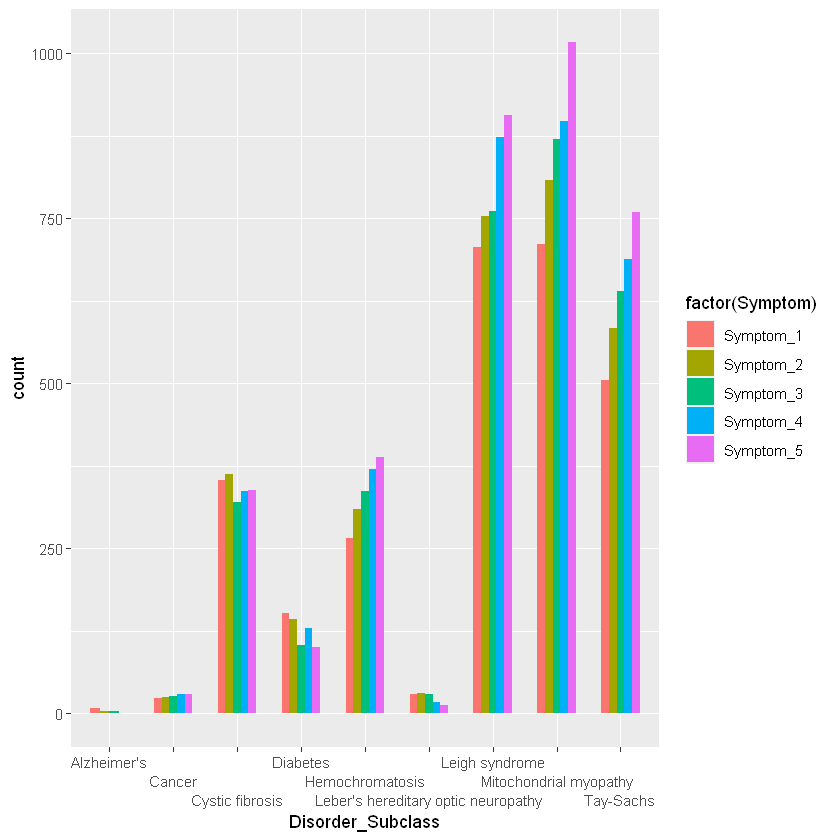 1000
750
500
250
0
count
Alzheimer's
Diabetes
Leigh syndrome
Cancer
Hemochromatosis
Mitochondrial myopathy
Cystic fibrosis
Leber's hereditary optic neuropathy
Tay-Sachs
Disorder_Subclass
factor(Symptom)
Symptom_1
Symptom_2
Symptom_3
Symptom_4
Symptom_5